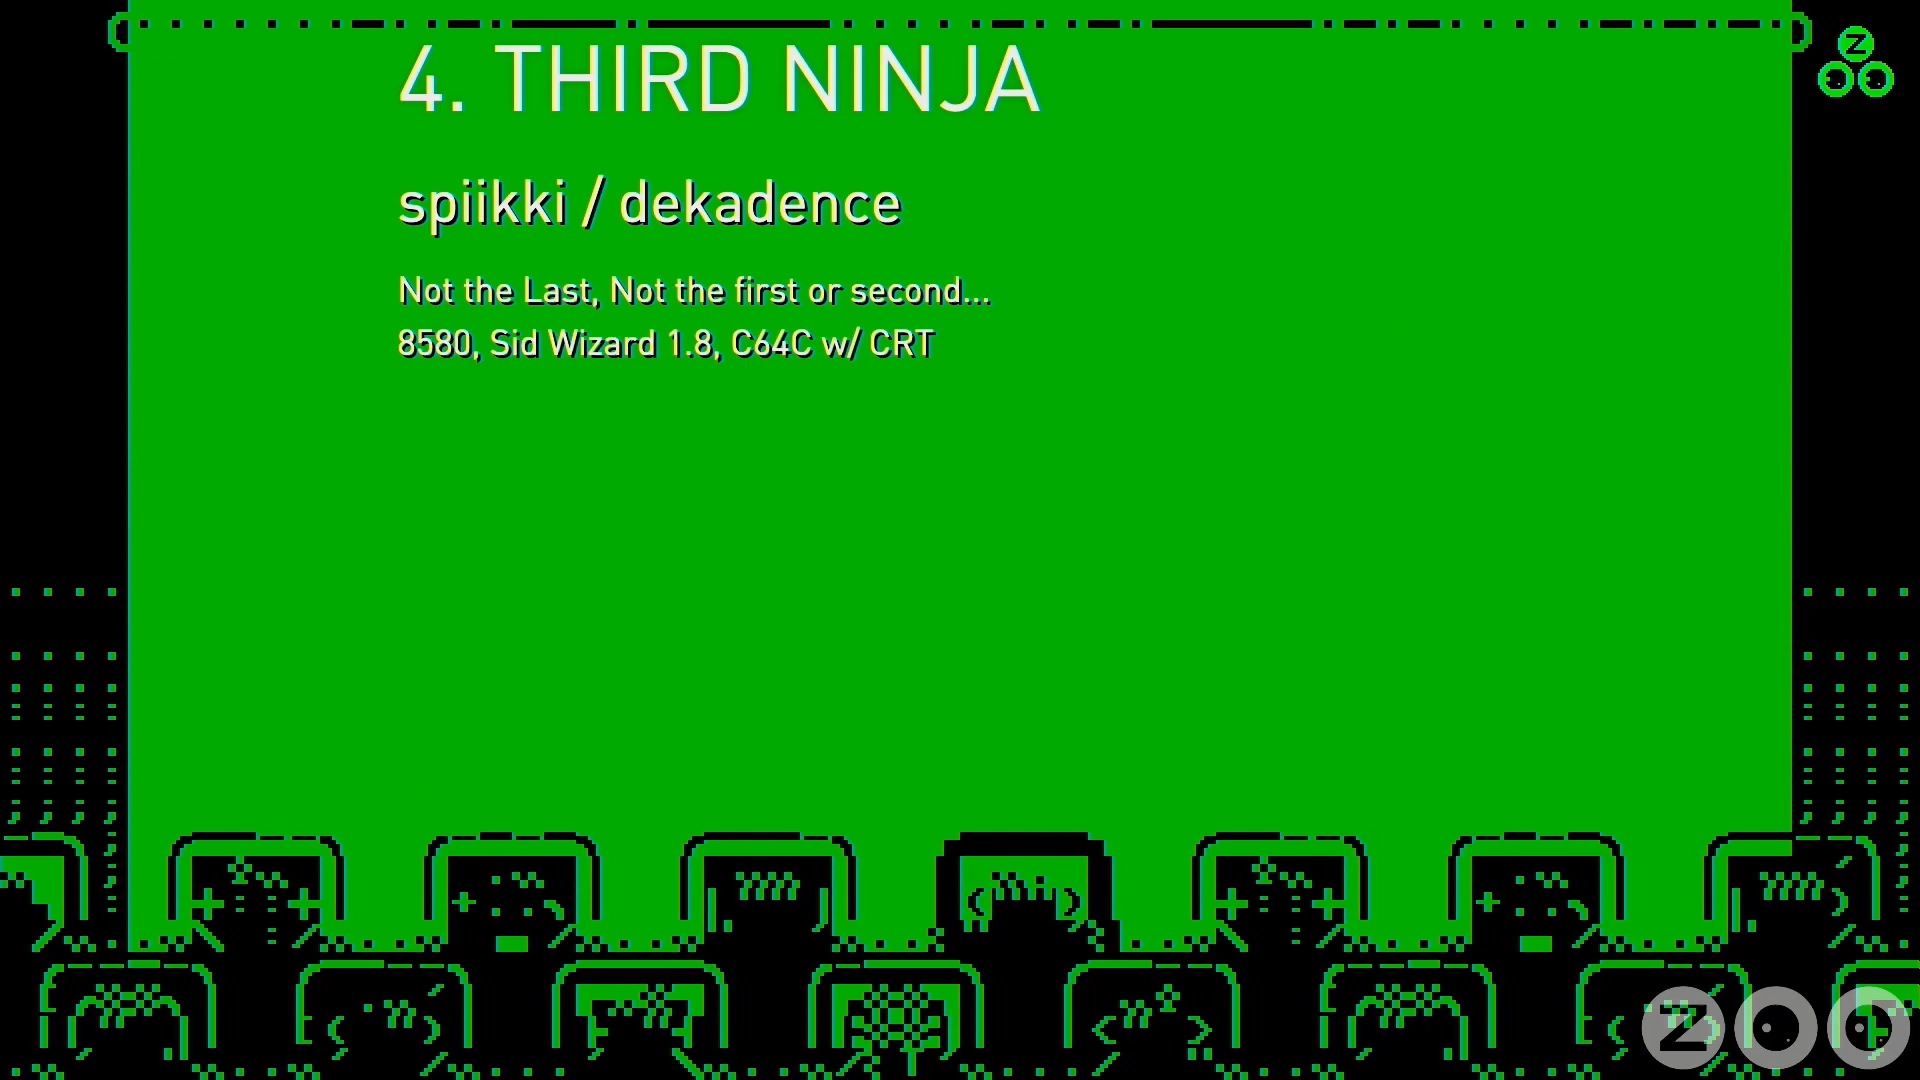 4. THIRD NINJA
spiikki / dekadence
Not the Last, Not the first or second...
8580, Sid Wizard 1.8, C64C w/ CRT
Z
ZOO